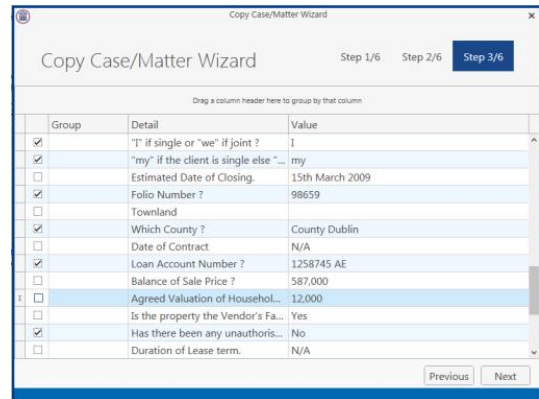 Copy Case/Matter Wizard
Copy Case/Matter Wizard Step 1/6 Step 2/6 Step 3/6
Drag a column header here to group by that column
Group Detail Value
"I" if single or "we" if joint ? I
"my" if the client is single else "... my
Estimated Date of Closing. 15th March 2009
Folio Number ? 98659
Townland
Which County ? County Dublin
Date of Contract N/A
Loan Account Number ? 1258745 AE
Balance of Sale Price ? 587,000
Agreed Valuation of Househol... 12,000
Is the property the Vendor's Fa... Yes
Has there been any unauthoris... No
Duration of Lease term. N/A
Previous Next